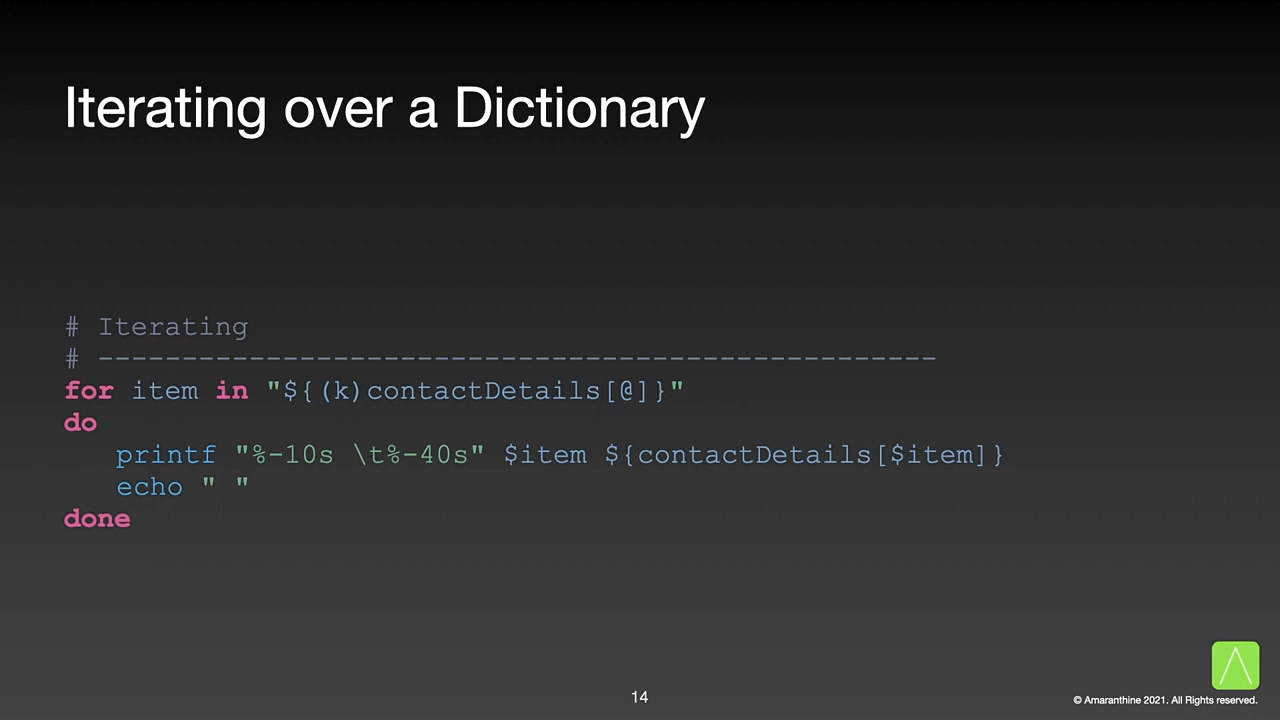 Iterating over a Dictionary
# Iterating
# --------------------------------------------------
for item in "${(k)contactDetails[@]}"
do
   printf "%-10s \t%-40s" $item ${contactDetails[$item]}
   echo " "
done
14
© Amaranthine 2021. All Rights reserved.